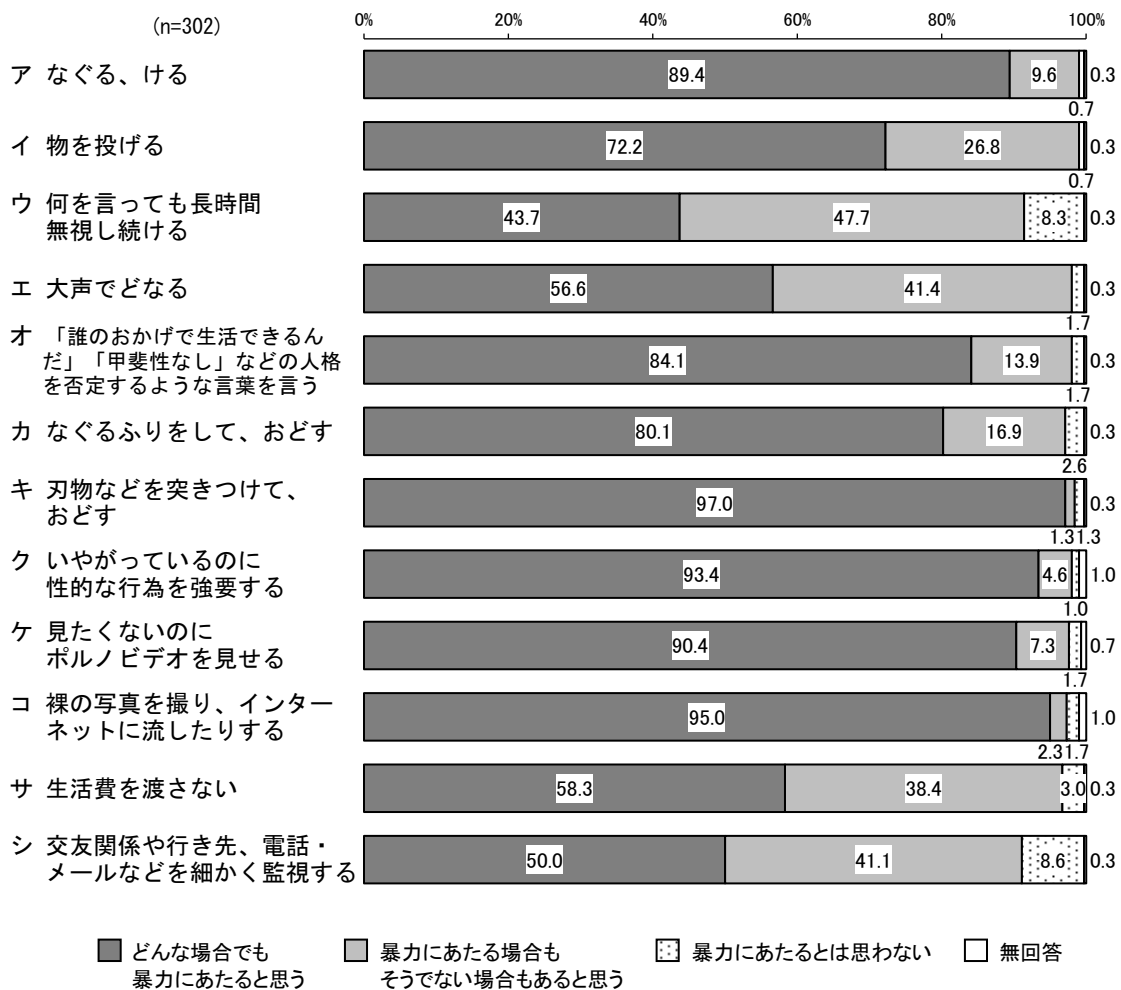 (n=302)
0% 20% 40% 60% 80% 100%
ア なぐる、ける
89.4 9.6 0.3
0.7
イ 物を投げる
72.2 26.8 0.3
0.7
ウ 何を言っても長時間
無視し続ける
43.7 47.7 8.3 0.3
エ 大声でどなる
56.6 41.4 0.3
1.7
オ 「誰のおかげで生活できるん
だ」「甲斐性なし」などの人格
を否定するような言葉を言う
84.1 13.9 0.3
1.7
カ なぐるふりをして、おどす
80.1 16.9 0.3
2.6
キ 刃物などを突きつけて、
おどす
97.0 0.3
1.3 1.3
ク いやがっているのに
性的な行為を強要する
93.4 4.6 1.0
1.0
ケ 見たくないのに
ポルノビデオを見せる
90.4 7.3 0.7
1.7
コ 裸の写真を撮り、インター
ネットに流したりする
95.0 1.0
2.3 1.7
サ 生活費を渡さない
58.3 38.4 3.0 0.3
シ 交友関係や行き先、電話・
メールなどを細かく監視する
50.0 41.1 8.6 0.3
どんな場合でも
暴力にあたると思う
暴力にあたる場合も
そうでない場合もあると思う
暴力にあたるとは思わない
無回答